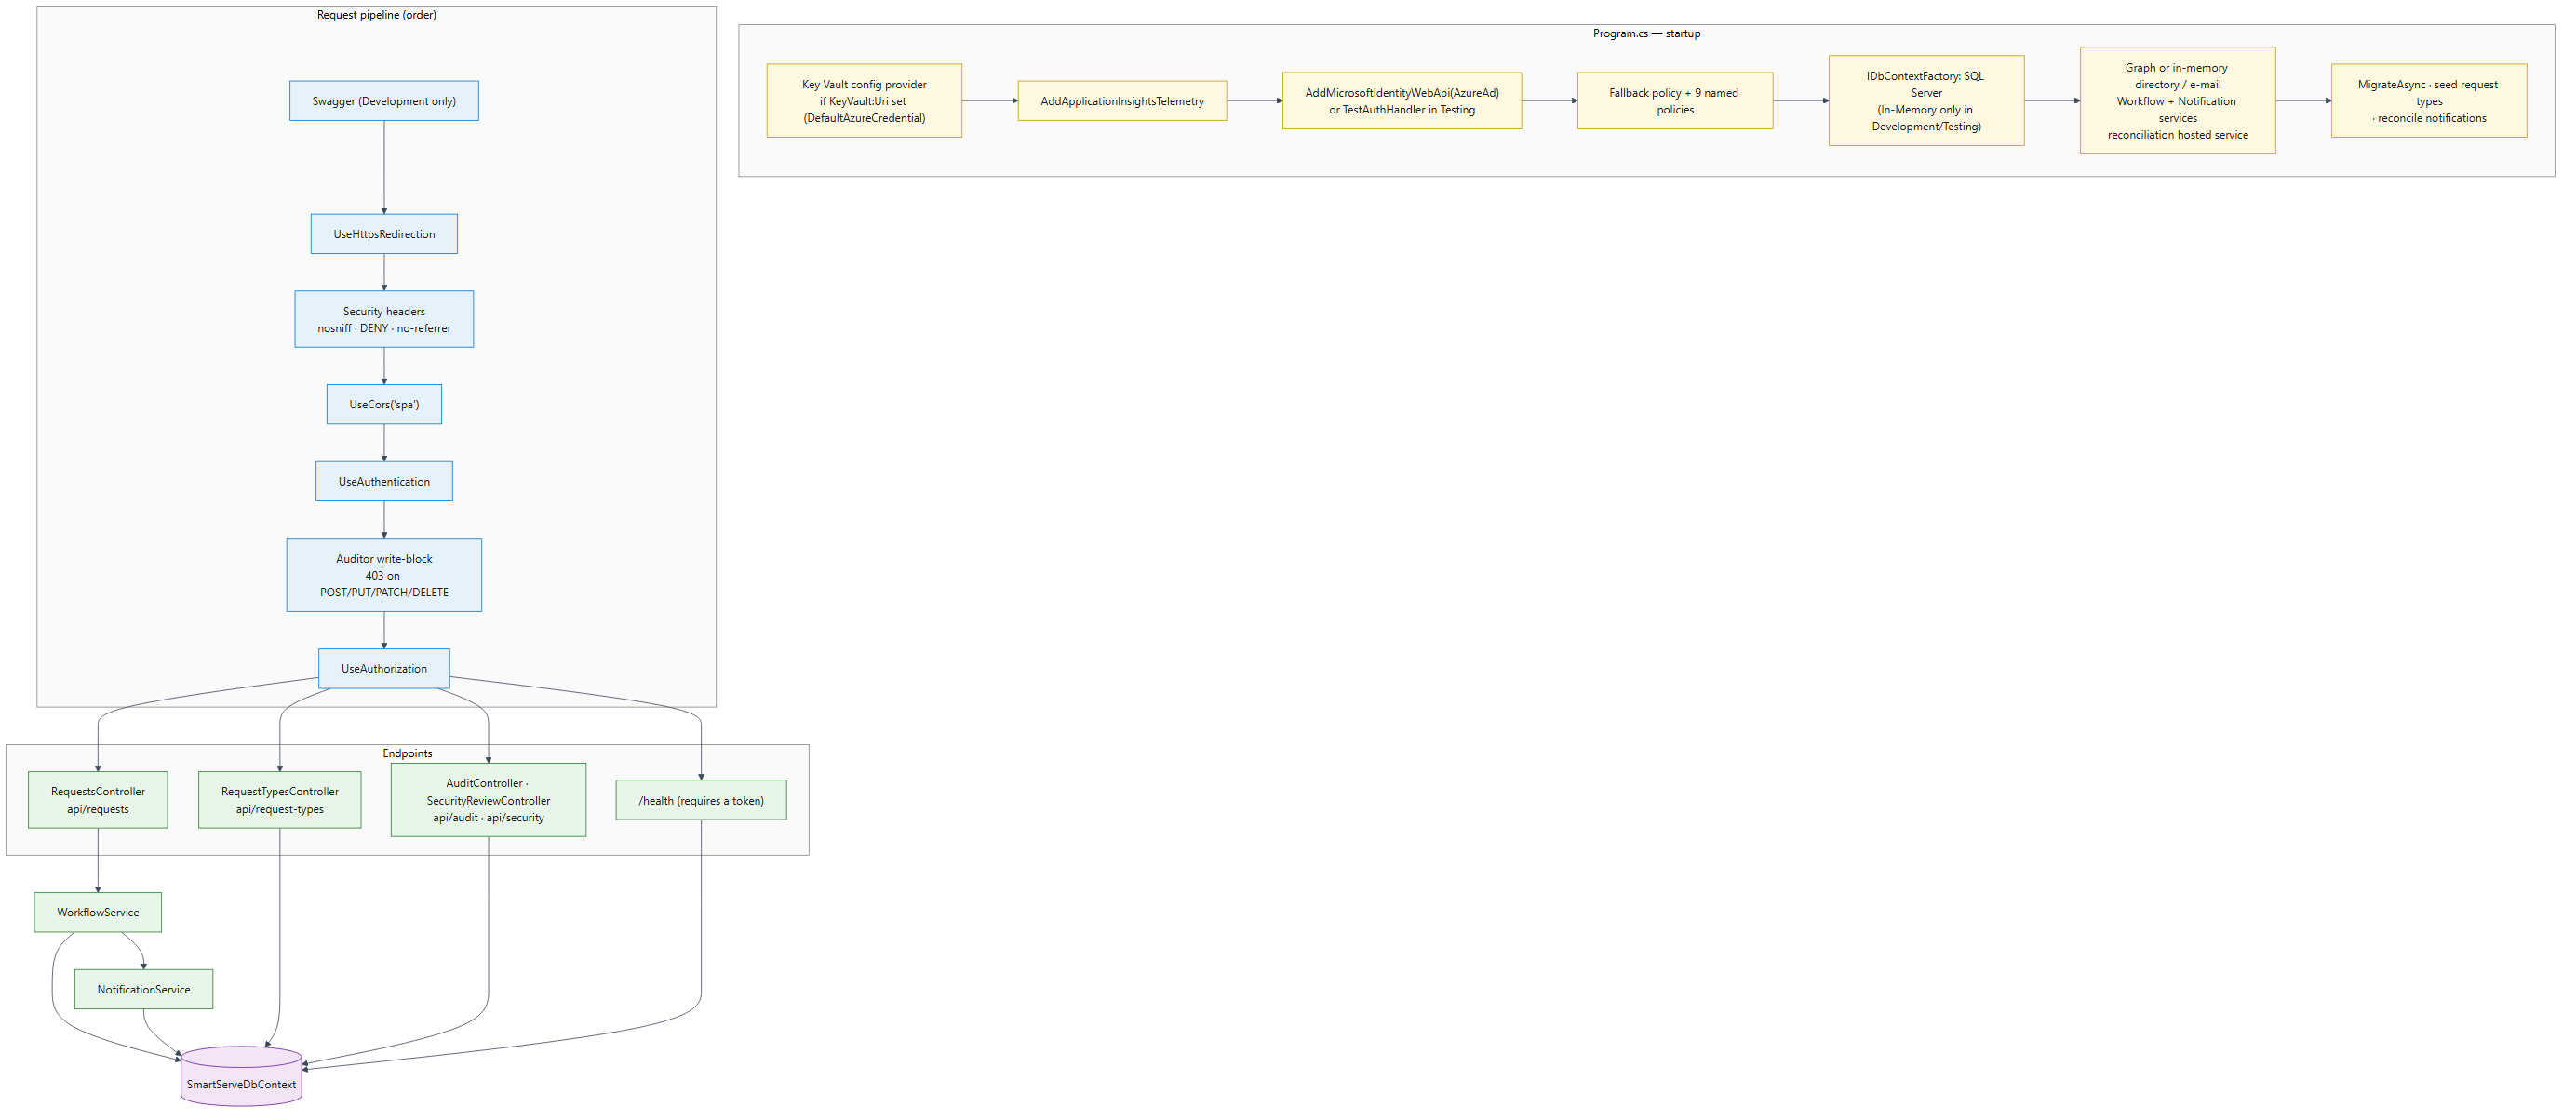 Request pipeline (order)
Swagger (Development only)
UseHttpsRedirection
Security headers
nosniff · DENY · no-referrer
UseCors('spa')
UseAuthentication
Auditor write-block
403 on
POST/PUT/PATCH/DELETE
UseAuthorization
Program.cs — startup
Key Vault config provider
if KeyVault:Uri set
(DefaultAzureCredential)
AddApplicationInsightsTelemetry
AddMicrosoftIdentityWebApi(AzureAd)
or TestAuthHandler in Testing
Fallback policy + 9 named
policies
IDbContextFactory: SQL
Server
(In-Memory only in
Development/Testing)
Graph or in-memory
directory / e-mail
Workflow + Notification
services
reconciliation hosted service
MigrateAsync · seed request
types
· reconcile notifications
Endpoints
RequestsController
api/requests
RequestTypesController
api/request-types
AuditController ·
SecurityReviewController
api/audit · api/security
/health (requires a token)
WorkflowService
NotificationService
SmartServeDbContext